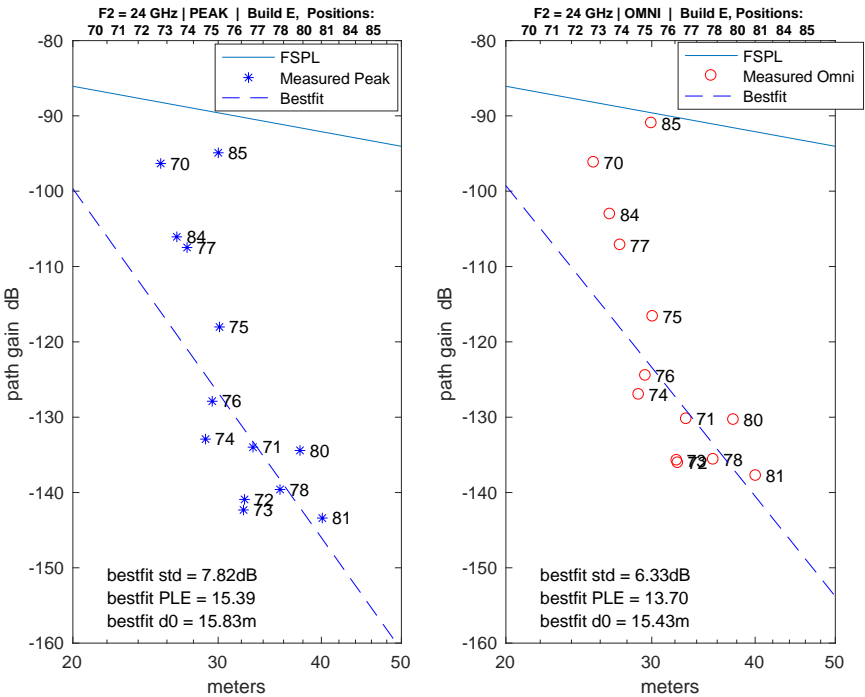 F2 = 24 GHz | PEAK | Build E, Positions:
70 71 72 73 74 75 76 77 78 80 81 84 85
-80
-90
-100
-110
-120
-130
-140
-150
-160
path gain dB
FSPL
Measured Peak
Bestfit
85
70
84
77
75
76
74
71
80
78
72
73
81
bestfit std = 7.82dB
bestfit PLE = 15.39
bestfit d0 = 15.83m
20
30
40
50
meters
F2 = 24 GHz | OMNI | Build E, Positions:
70 71 72 73 74 75 76 77 78 80 81 84 85
-80
-90
-100
-110
-120
-130
-140
-150
-160
path gain dB
FSPL
Measured Omni
Bestfit
85
70
84
77
75
76
74
71
80
73
72
78
81
bestfit std = 6.33dB
bestfit PLE = 13.70
bestfit d0 = 15.43m
20
30
40
50
meters